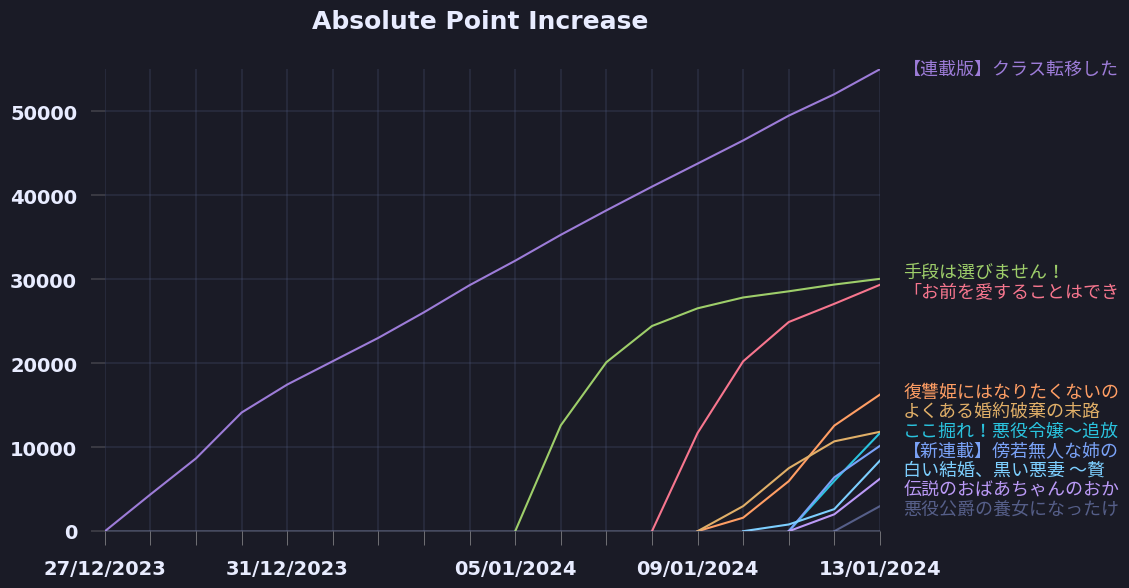 Absolute Point Increase
50000
40000
30000
20000
10000
0
27/12/2023
31/12/2023
05/01/2024
09/01/2024
13/01/2024
【連載版】クラス転移した
手段は選びません！
「お前を愛することはでき
復讐姫にはなりたくないの
よくある婚約破棄の末路
ここ掘れ！悪役令嬢～追放
【新連載】傍若無人な姉の
白い結婚、黒い悪妻 ～贅
伝説のおばあちゃんのおか
悪役公爵の養女になったけ